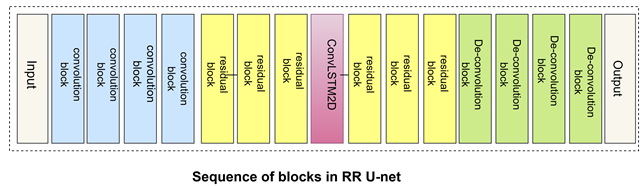 Input
convolution
block
convolution
block
convolution
block
convolution
block
residual
block
residual
block
residual
block
ConvLSTM2D
residual
block
residual
block
residual
block
De-convolution
block
De-convolution
block
De-convolution
block
De-convolution
block
Output
Sequence of blocks in RR U-net